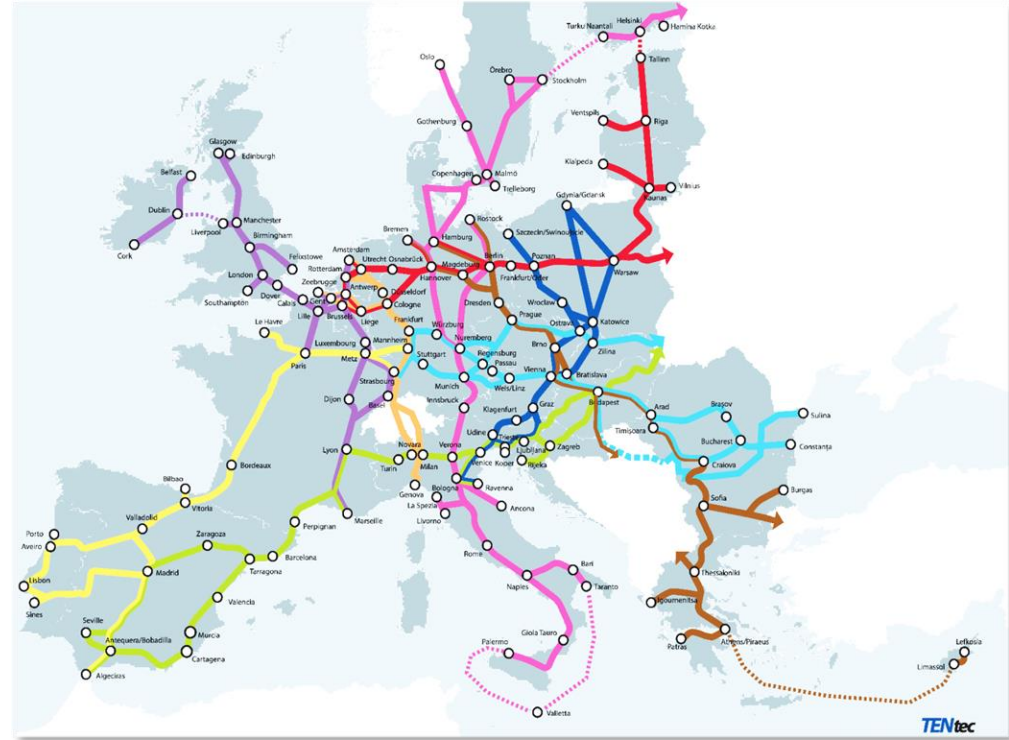 Helsinki
Turku Naantali
Hamina Kotka
Oslo
Örebro
Stockholm
Tallinn
Gothenburg
Ventspils
Riga
Glasgow
Edinburgh
Klaipeda
Belfast
Copenhagen
Malmö
Trelleborg
Vilnius
Kaunas
Gdynia/Gdansk
Dublin
Liverpool
Manchester
Rostock
Cork
Birmingham
Bremen
Hamburg
Felixstowe
Amsterdam
Utrecht
Osnabrück
Magdeburg
Berlin
Poznan
London
Rotterdam
Hannover
Frankfurt/Oder
Warsaw
Southampton
Dover
Zeebrugge
Calais
Antwerp
Düsseldorf
Cologne
Dresden
Wrocław
Lille
Brussels
Liege
Frankfurt
Prague
Katowice
Le Havre
Würzburg
Ostrava
Luxembourg
Mannheim
Nuremberg
Brno
Zilina
Paris
Metz
Stuttgart
Regensburg
Passau
Strasbourg
Munich
Wels/Linz
Vienna
Bratislava
Dijon
Basel
Innsbruck
Graz
Budapest
Klagenfurt
Arad
Braşov
Sulina
Udine
Timişoara
Lyon
Novara
Verona
Ljubljana
Zagreb
Bucharest
Constanța
Turin
Milan
Venice
Koper
Rijeka
Craiova
Bordeaux
Genova
Bologna
Ravenna
Bilbao
La Spezia
Sofia
Burgas
Vitoria
Marseille
Livorno
Ancona
Valladolid
Perpignan
Porto
Aveiro
Zaragoza
Rome
Barcelona
Madrid
Tarragona
Bari
Thessaloniki
Lisbon
Naples
Taranto
Sines
Valencia
Igoumenitsa
Seville
Murcia
Gioia Tauro
Athens/Piraeus
Antequera/Bobadilla
Palermo
Patras
Lefkosia
Cartagena
Limassol
Algeciras
Valletta
TENtec